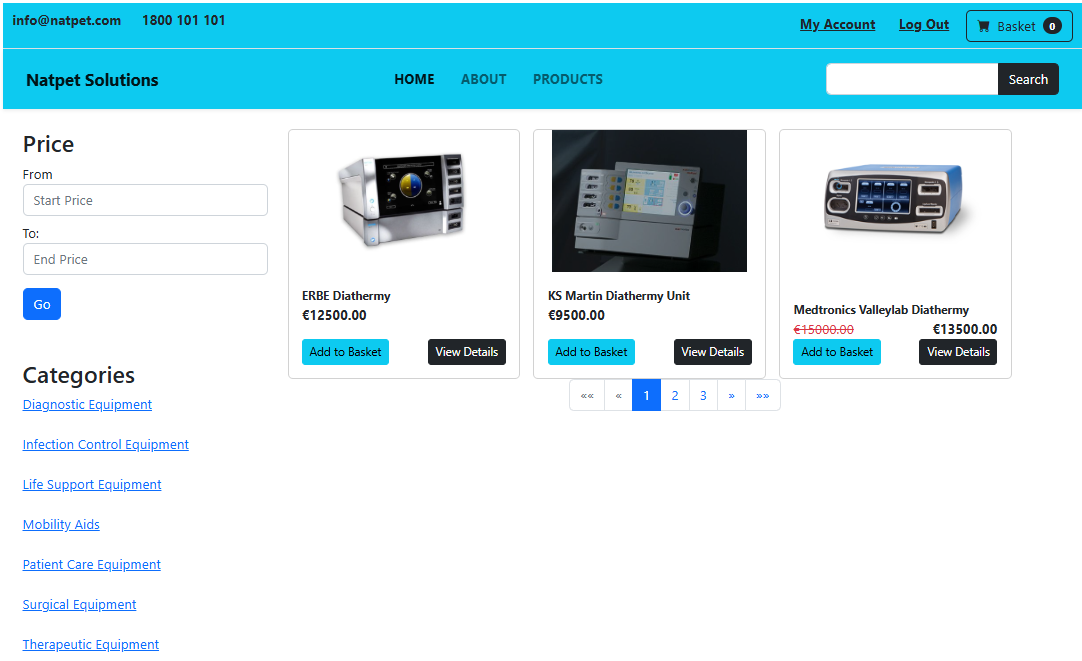 info@natpet.com 1800 101 101 My Account Log Out Basket 0
Natpet Solutions HOME ABOUT PRODUCTS Search
Price
From
Start Price
To:
End Price
Go
Categories
Diagnostic Equipment
Infection Control Equipment
Life Support Equipment
Mobility Aids
Patient Care Equipment
Surgical Equipment
Therapeutic Equipment
ERBE Diathermy
€12500.00
Add to Basket View Details
KS Martin Diathermy Unit
€9500.00
Add to Basket View Details
Medtronics Valleylab Diathermy
€15000.00 €13500.00
Add to Basket View Details
«« « 1 2 3 » »»